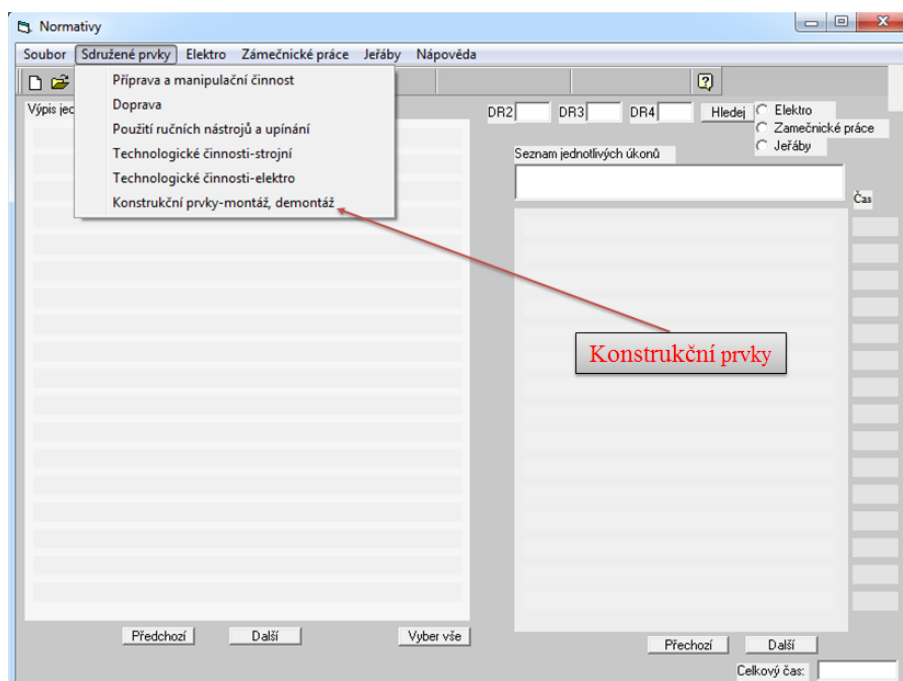 Normativy
Soubor Sdružené prvky Elektro Zámečnické práce Jeřáby Nápověda
Příprava a manipulační činnost
Doprava
Použití ručních nástrojů a upínání
Technologické činnosti-strojní
Technologické činnosti-elektro
Konstrukční prvky-montáž, demontáž
Výpis jec
DR2 DR3 DR4 Hledej
Elektro
Zamečnické práce
Jeřáby
Seznam jednotlivých úkonů
Čas
Konstrukční prvky
Předchozí Další Vyber vše
Přechozí Další
Celkový čas: